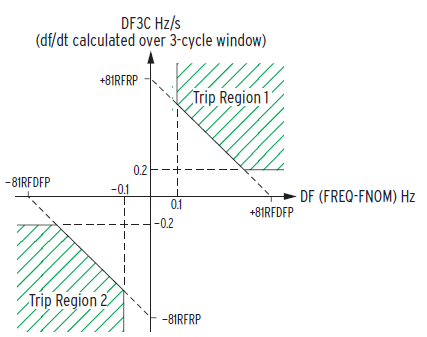 DF3C Hz/s
(df/dt calculated over 3-cycle window)
+81RFRP
Trip Region 1
0.2
-81RFDFP
-0.1
0.1
DF (FREQ-FNOM) Hz
+81RFDFP
-0.2
Trip Region 2
-81RFRP